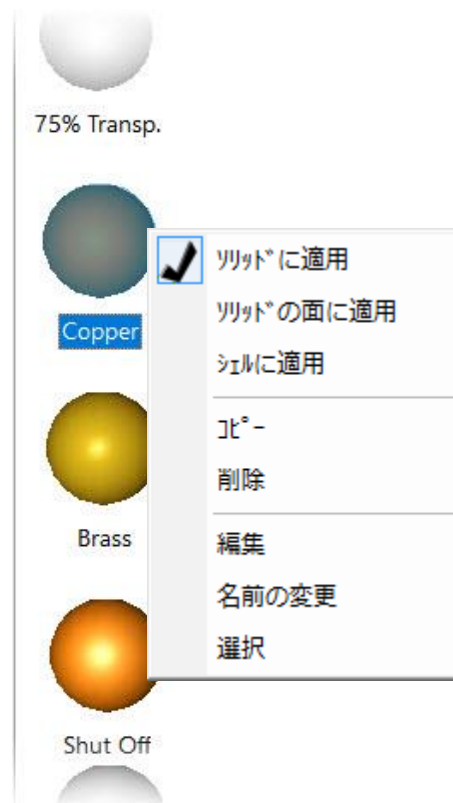 75% Transp.
Copper
ｿﾘｯﾄﾞに適用
ｿﾘｯﾄﾞの面に適用
ｼｪﾙに適用
ｺﾋﾟｰ
削除
編集
名前の変更
選択
Brass
Shut Off